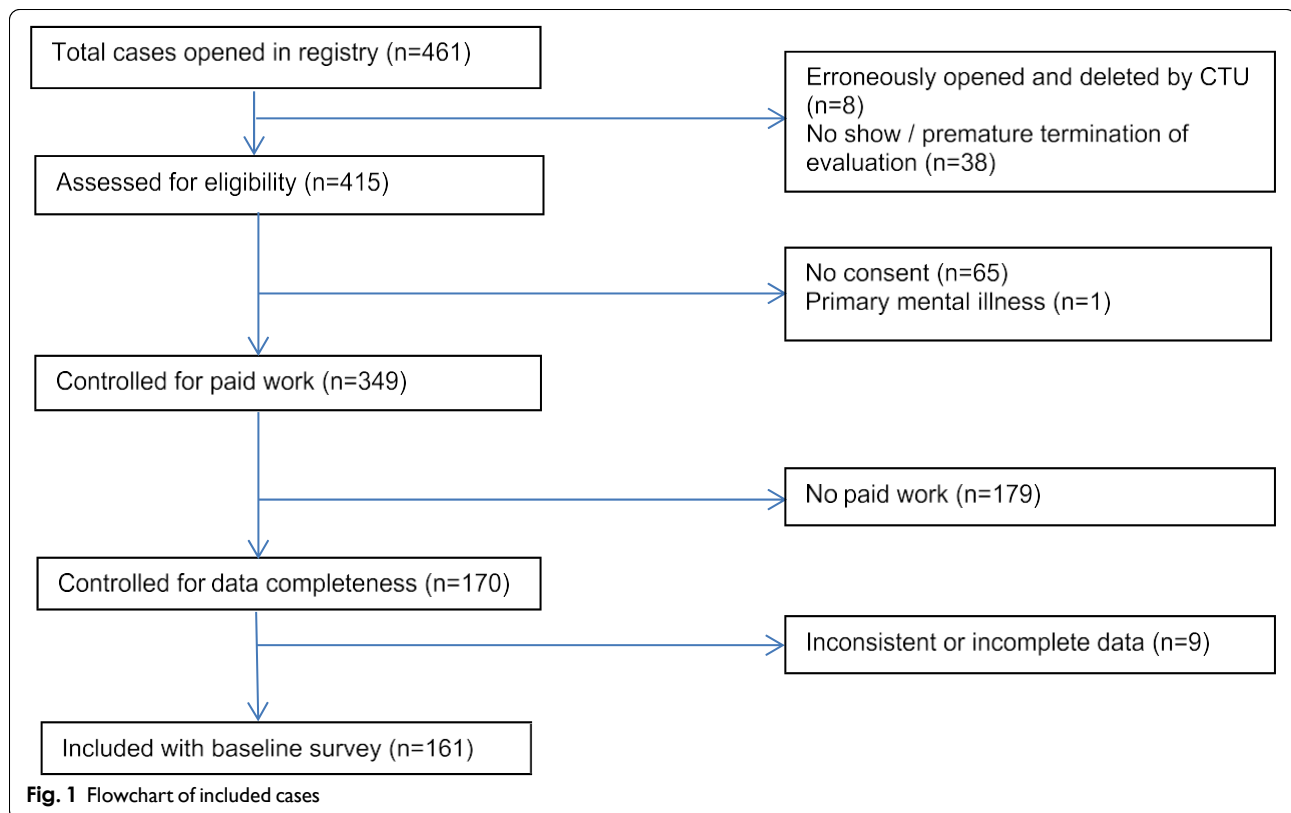 Total cases opened in registry (n=461)
Erroneously opened and deleted by CTU
(n=8)
No show / premature termination of
evaluation (n=38)
Assessed for eligibility (n=415)
No consent (n=65)
Primary mental illness (n=1)
Controlled for paid work (n=349)
No paid work (n=179)
Controlled for data completeness (n=170)
Inconsistent or incomplete data (n=9)
Included with baseline survey (n=161)
Fig. 1 Flowchart of included cases